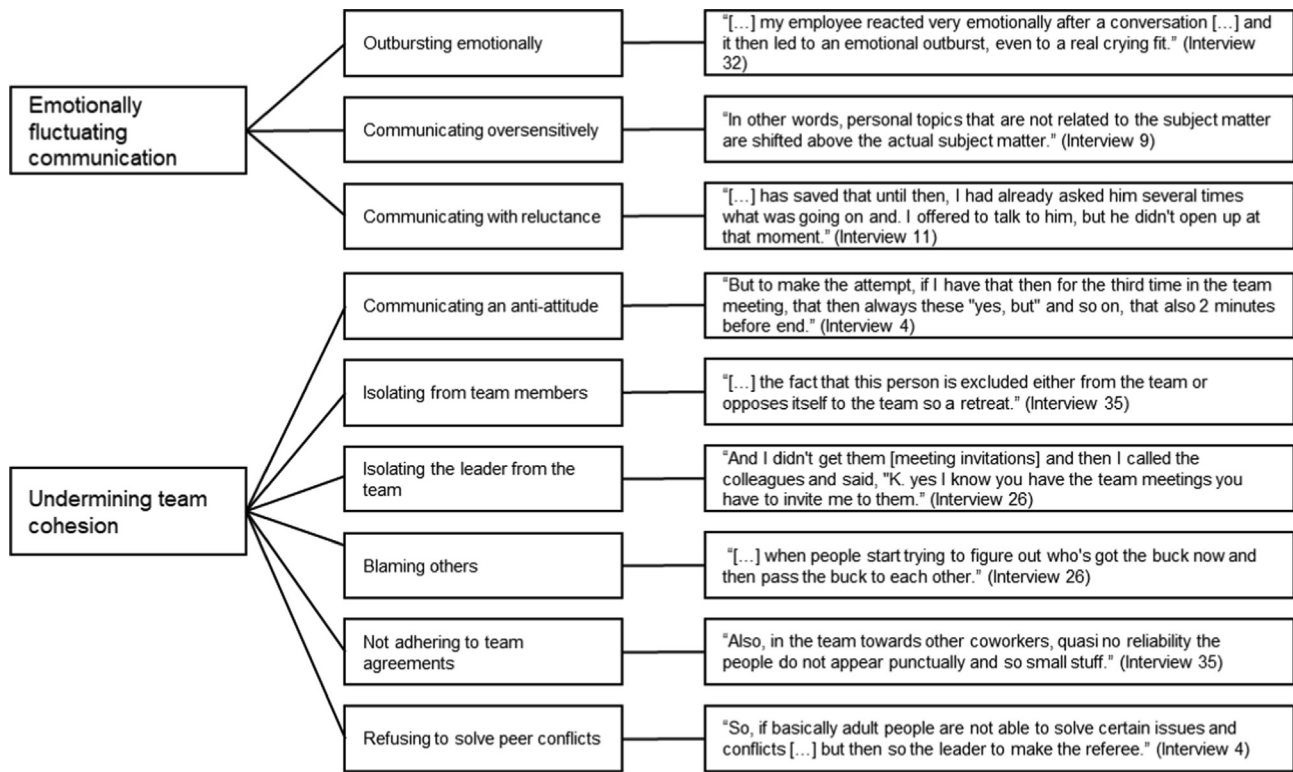 Emotionally
fluctuating
communication
Outbursting emotionally
“[…] my employee reacted very emotionally after a conversation […] and
it then led to an emotional outburst, even to a real crying fit.” (Interview
32)
Communicating oversensitively
“In other words, personal topics that are not related to the subject matter
are shifted above the actual subject matter.” (Interview 9)
Communicating with reluctance
“[…] has saved that until then, I had already asked him several times
what was going on and. I offered to talk to him, but he didn't open up at
that moment.” (Interview 11)
Undermining team
cohesion
Communicating an anti-attitude
“But to make the attempt, if I have that then for the third time in the team
meeting, that then always these "yes, but" and so on, that also 2 minutes
before end.” (Interview 4)
Isolating from team members
“[…] the fact that this person is excluded either from the team or
opposes itself to the team so a retreat.” (Interview 35)
Isolating the leader from the
team
“And I didn't get them [meeting invitations] and then I called the
colleagues and said, "K. yes I know you have the team meetings you
have to invite me to them.” (Interview 26)
Blaming others
“[…] when people start trying to figure out who's got the buck now and
then pass the buck to each other.” (Interview 26)
Not adhering to team
agreements
“Also, in the team towards other coworkers, quasi no reliability the
people do not appear punctually and so small stuff.” (Interview 35)
Refusing to solve peer conflicts
“So, if basically adult people are not able to solve certain issues and
conflicts […] but then so the leader to make the referee.” (Interview 4)